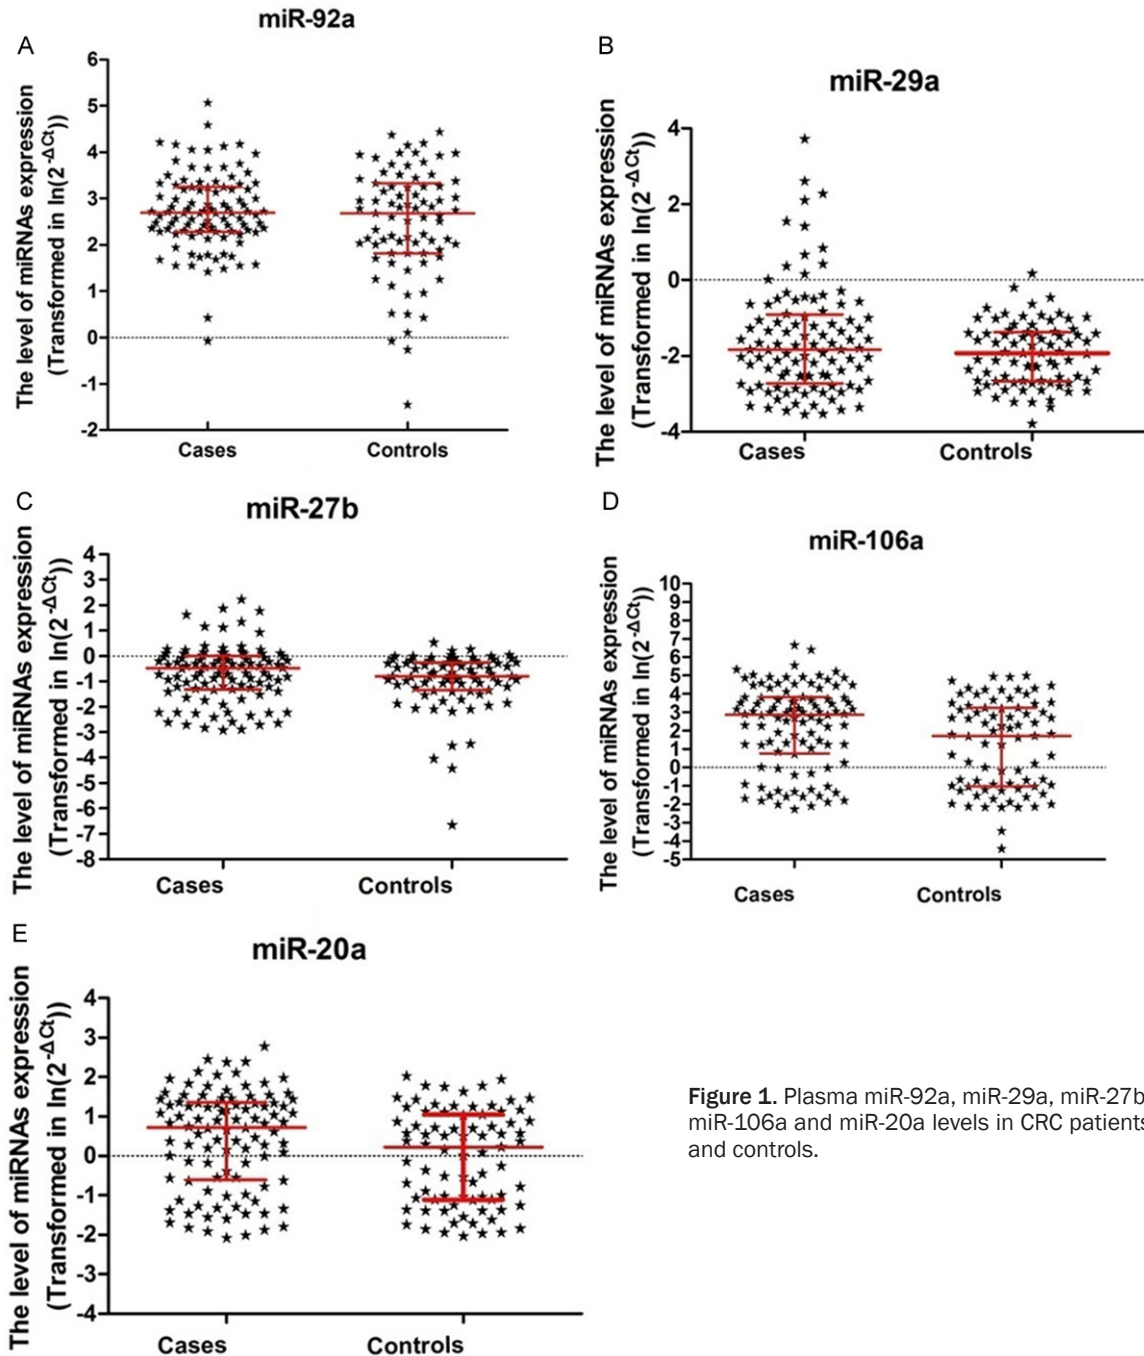 A
miR-92a
The level of miRNAs expression
(Transformed in ln(2^-ΔCt))
6
5
4
3
2
1
0
-1
-2
Cases Controls
B
miR-29a
The level of miRNAs expression
(Transformed in ln(2^-ΔCt))
4
2
0
-2
-4
Cases Controls
C
miR-27b
The level of miRNAs expression
(Transformed in ln(2^-ΔCt))
4
3
2
1
0
-1
-2
-3
-4
-5
-6
-7
-8
Cases Controls
D
miR-106a
The level of miRNAs expression
(Transformed in ln(2^-ΔCt))
10
9
8
7
6
5
4
3
2
1
0
-1
-2
-3
-4
-5
Cases Controls
E
miR-20a
The level of miRNAs expression
(Transformed in ln(2^-ΔCt))
4
3
2
1
0
-1
-2
-3
-4
Cases Controls
Figure 1. Plasma miR-92a, miR-29a, miR-27b
miR-106a and miR-20a levels in CRC patients
and controls.